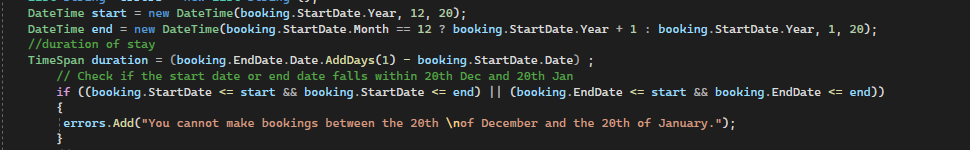 DateTime start = new DateTime(booking.StartDate.Year, 12, 20);
DateTime end = new DateTime(booking.StartDate.Month == 12 ? booking.StartDate.Year + 1 : booking.StartDate.Year, 1, 20);
//duration of stay
TimeSpan duration = (booking.EndDate.Date.AddDays(1) - booking.StartDate.Date) ;
// Check if the start date or end date falls within 20th Dec and 20th Jan
if ((booking.StartDate <= start && booking.StartDate <= end) || (booking.EndDate <= start && booking.EndDate <= end))
{
errors.Add("You cannot make bookings between the 20th \nof December and the 20th of January.");
}